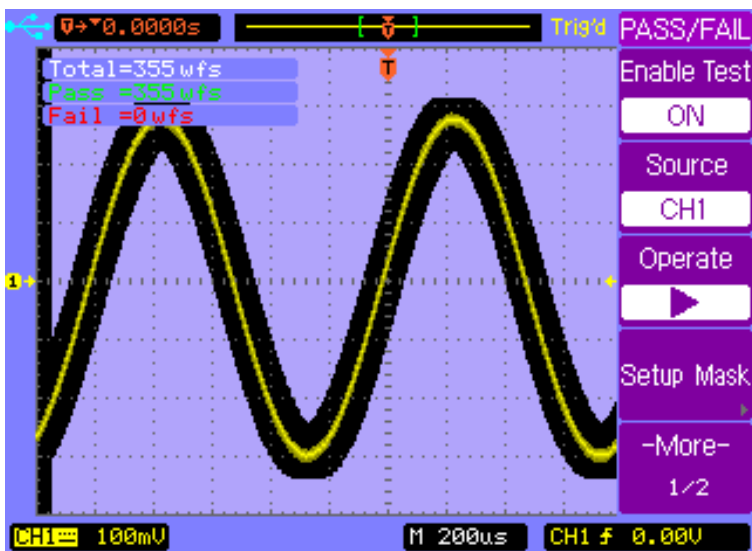 0.0000s Trig'd PASS/FAIL
Total=355wfs
Pass =355wfs
Fail =0wfs
T
1
Enable Test
ON
Source
CH1
Operate
Setup Mask
-More-
1/2
CH1 100mV M 200us CH1 0.00V